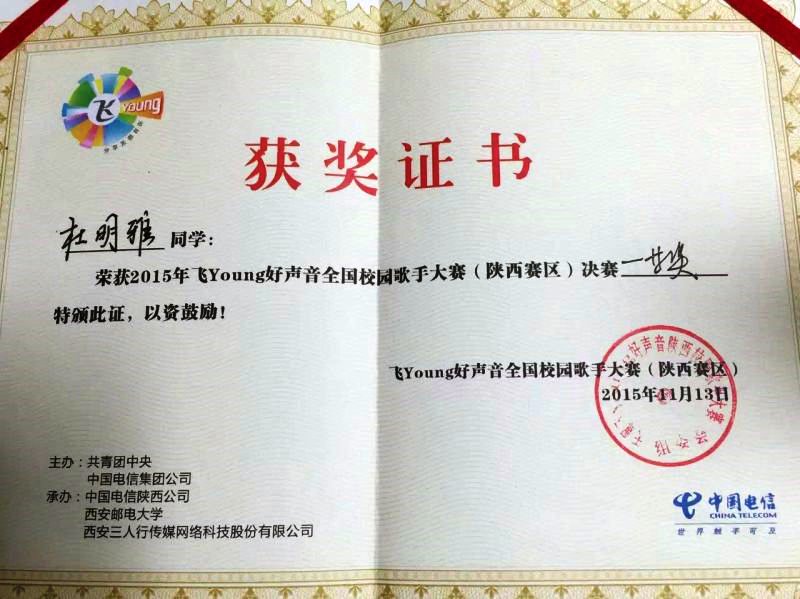 飞Young
分享发想音乐
获奖证书
杜明雅 同学：
荣获2015年飞Young好声音全国校园歌手大赛（陕西赛区）决赛 一等奖
特颁此证，以资鼓励！
飞Young好声音全国校园歌手大赛（陕西赛区）
2015年11月13日
主办：共青团中央
中国电信集团公司
承办：中国电信陕西公司
西安邮电大学
西安三人行传媒网络科技股份有限公司
中国电信
CHINA TELECOM
世界触手可及